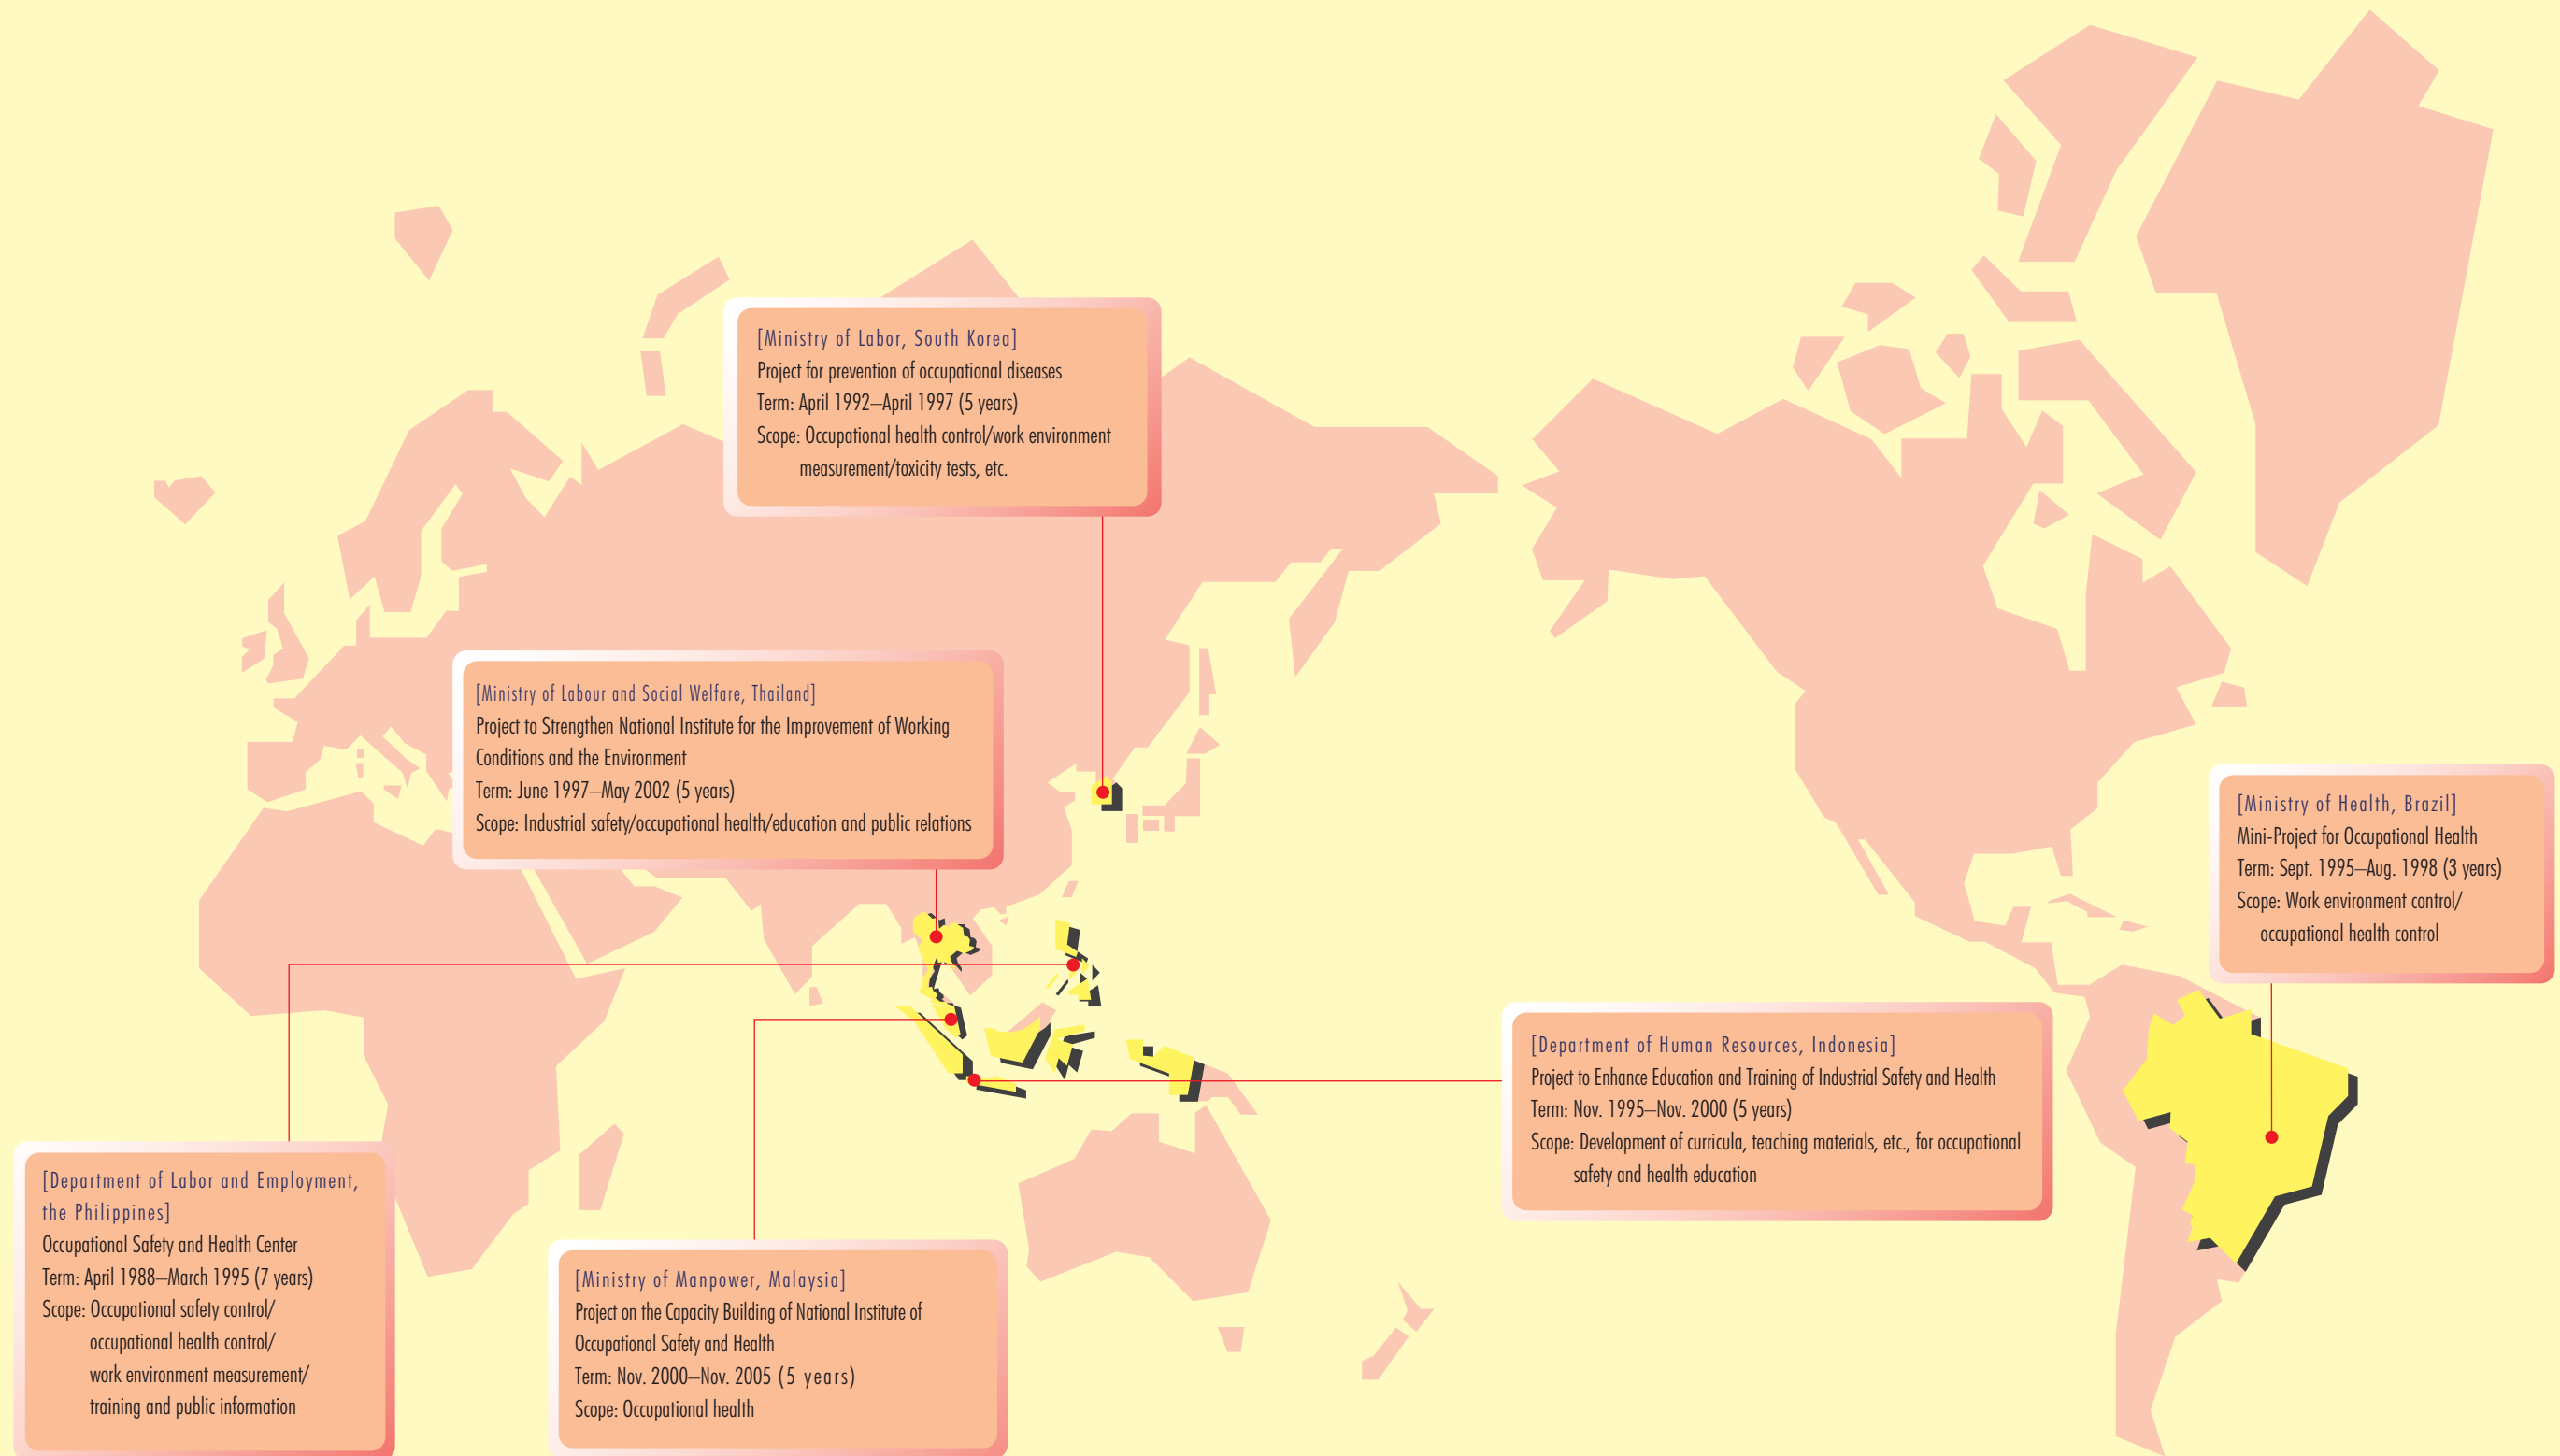 [Ministry of Labor, South Korea]
Project for prevention of occupational diseases
Term: April 1992–April 1997 (5 years)
Scope: Occupational health control/work environment
measurement/toxicity tests, etc.
[Ministry of Labour and Social Welfare, Thailand]
Project to Strengthen National Institute for the Improvement of Working
Conditions and the Environment
Term: June 1997–May 2002 (5 years)
Scope: Industrial safety/occupational health/education and public relations
[Ministry of Health, Brazil]
Mini-Project for Occupational Health
Term: Sept. 1995–Aug. 1998 (3 years)
Scope: Work environment control/
occupational health control
[Department of Human Resources, Indonesia]
Project to Enhance Education and Training of Industrial Safety and Health
Term: Nov. 1995–Nov. 2000 (5 years)
Scope: Development of curricula, teaching materials, etc., for occupational
safety and health education
[Department of Labor and Employment,
the Philippines]
Occupational Safety and Health Center
Term: April 1988–March 1995 (7 years)
Scope: Occupational safety control/
occupational health control/
work environment measurement/
training and public information
[Ministry of Manpower, Malaysia]
Project on the Capacity Building of National Institute of
Occupational Safety and Health
Term: Nov. 2000–Nov. 2005 (5 years)
Scope: Occupational health